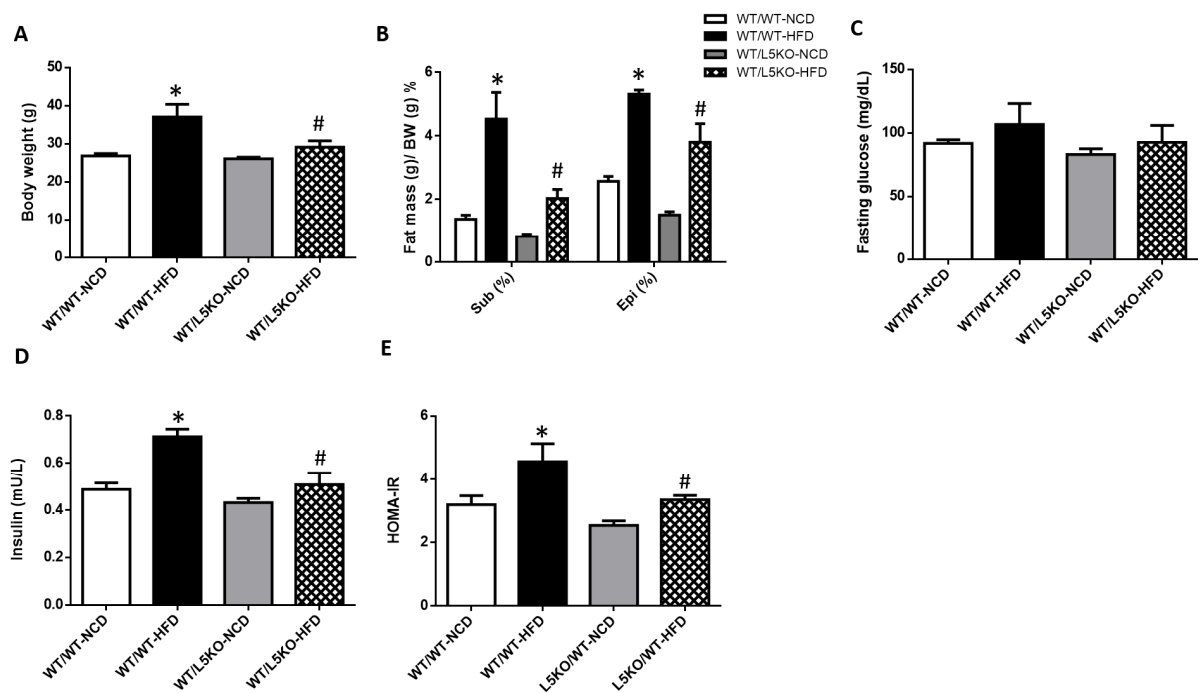 WT/WT-NCD
WT/WT-HFD
WT/L5KO-NCD
WT/L5KO-HFD
A
Body weight (g)
50
40
30
20
10
0
*
#
WT/WT-NCD
WT/WT-HFD
WT/L5KO-NCD
WT/L5KO-HFD
B
Fat mass (g)/ BW (g) %
6
4
2
0
*
#
*
#
Sub (%)
Epi (%)
C
Fasting glucose (mg/dL)
150
100
50
0
WT/WT-NCD
WT/WT-HFD
WT/L5KO-NCD
WT/L5KO-HFD
D
Insulin (mU/L)
0.8
0.6
0.4
0.2
0.0
*
#
WT/WT-NCD
WT/WT-HFD
WT/L5KO-NCD
WT/L5KO-HFD
E
HOMA-IR
6
4
2
0
*
#
WT/WT-NCD
WT/WT-HFD
L5KO/WT-NCD
L5KO/WT-HFD